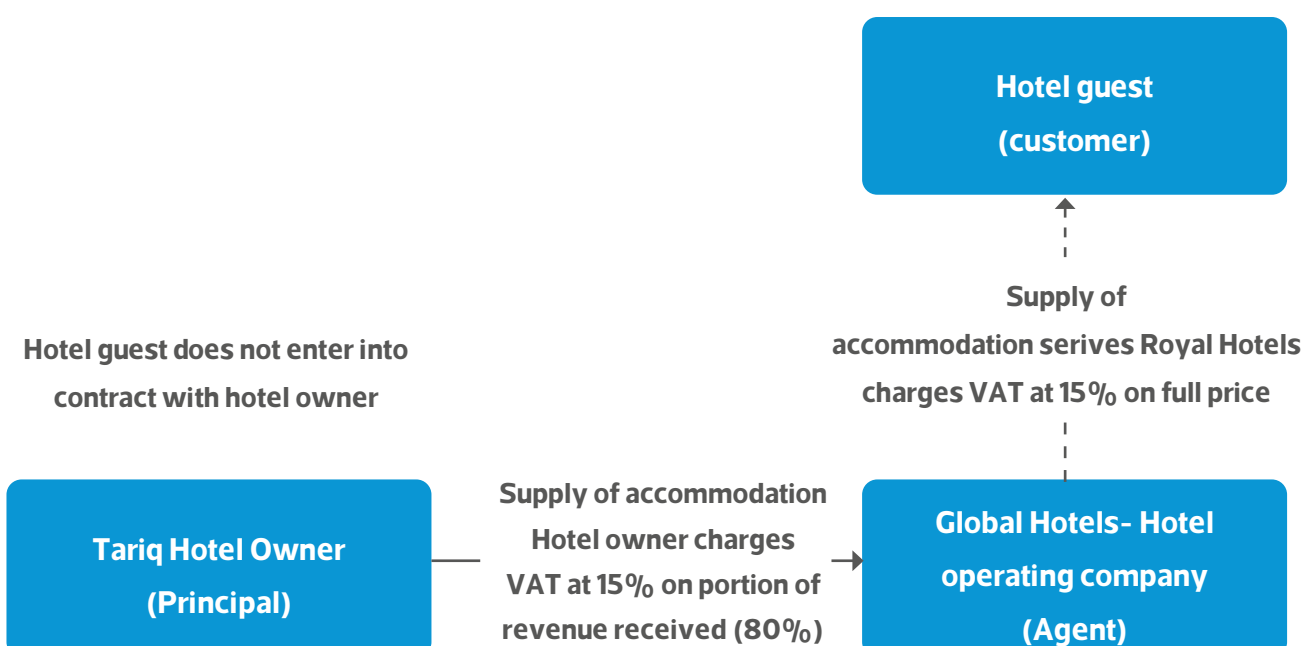 Hotel guest
(customer)
Supply of
accommodation serives Royal Hotels
charges VAT at 15% on full price
Hotel guest does not enter into
contract with hotel owner
Tariq Hotel Owner
(Principal)
Supply of accommodation
Hotel owner charges
VAT at 15% on portion of
revenue received (80%)
Global Hotels- Hotel
operating company
(Agent)